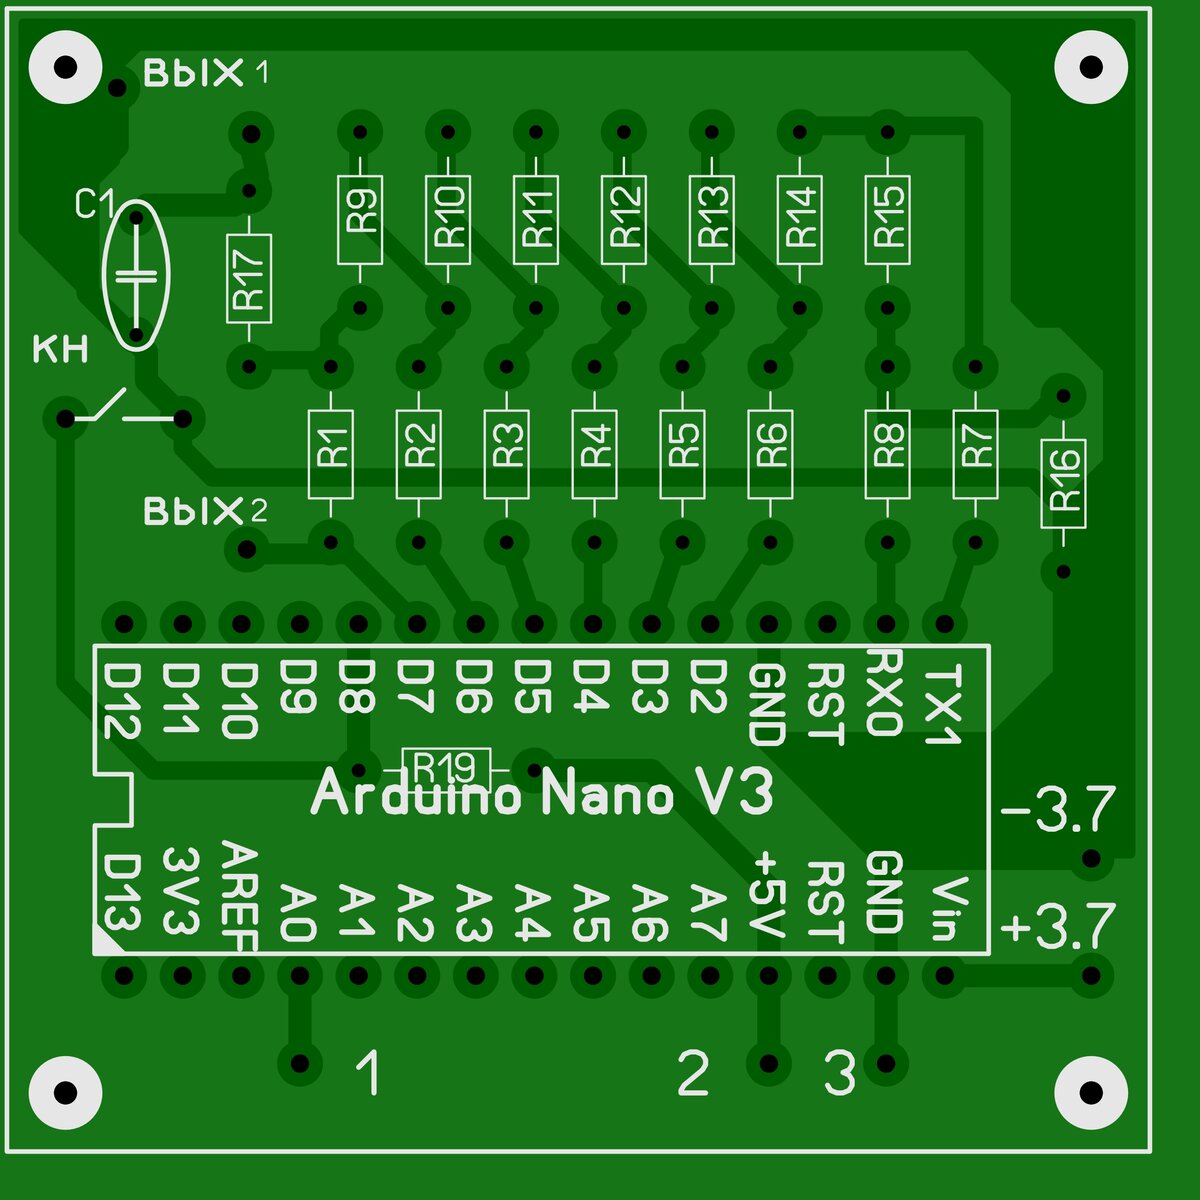 ВЫХ 1
C1
R9 R10 R11 R12 R13 R14 R15
R17
КН
R1 R2 R3 R4 R5 R6 R8 R7 R16
ВЫХ 2
D12 D11 D10 D9 D8 D7 D6 D5 D4 D3 D2 GND RST RX0 TX1
R19
Arduino Nano V3
-3.7
D13 3V3 AREF A0 A1 A2 A3 A4 A5 A6 A7 +5V RST GND Vin
+3.7
1 2 3